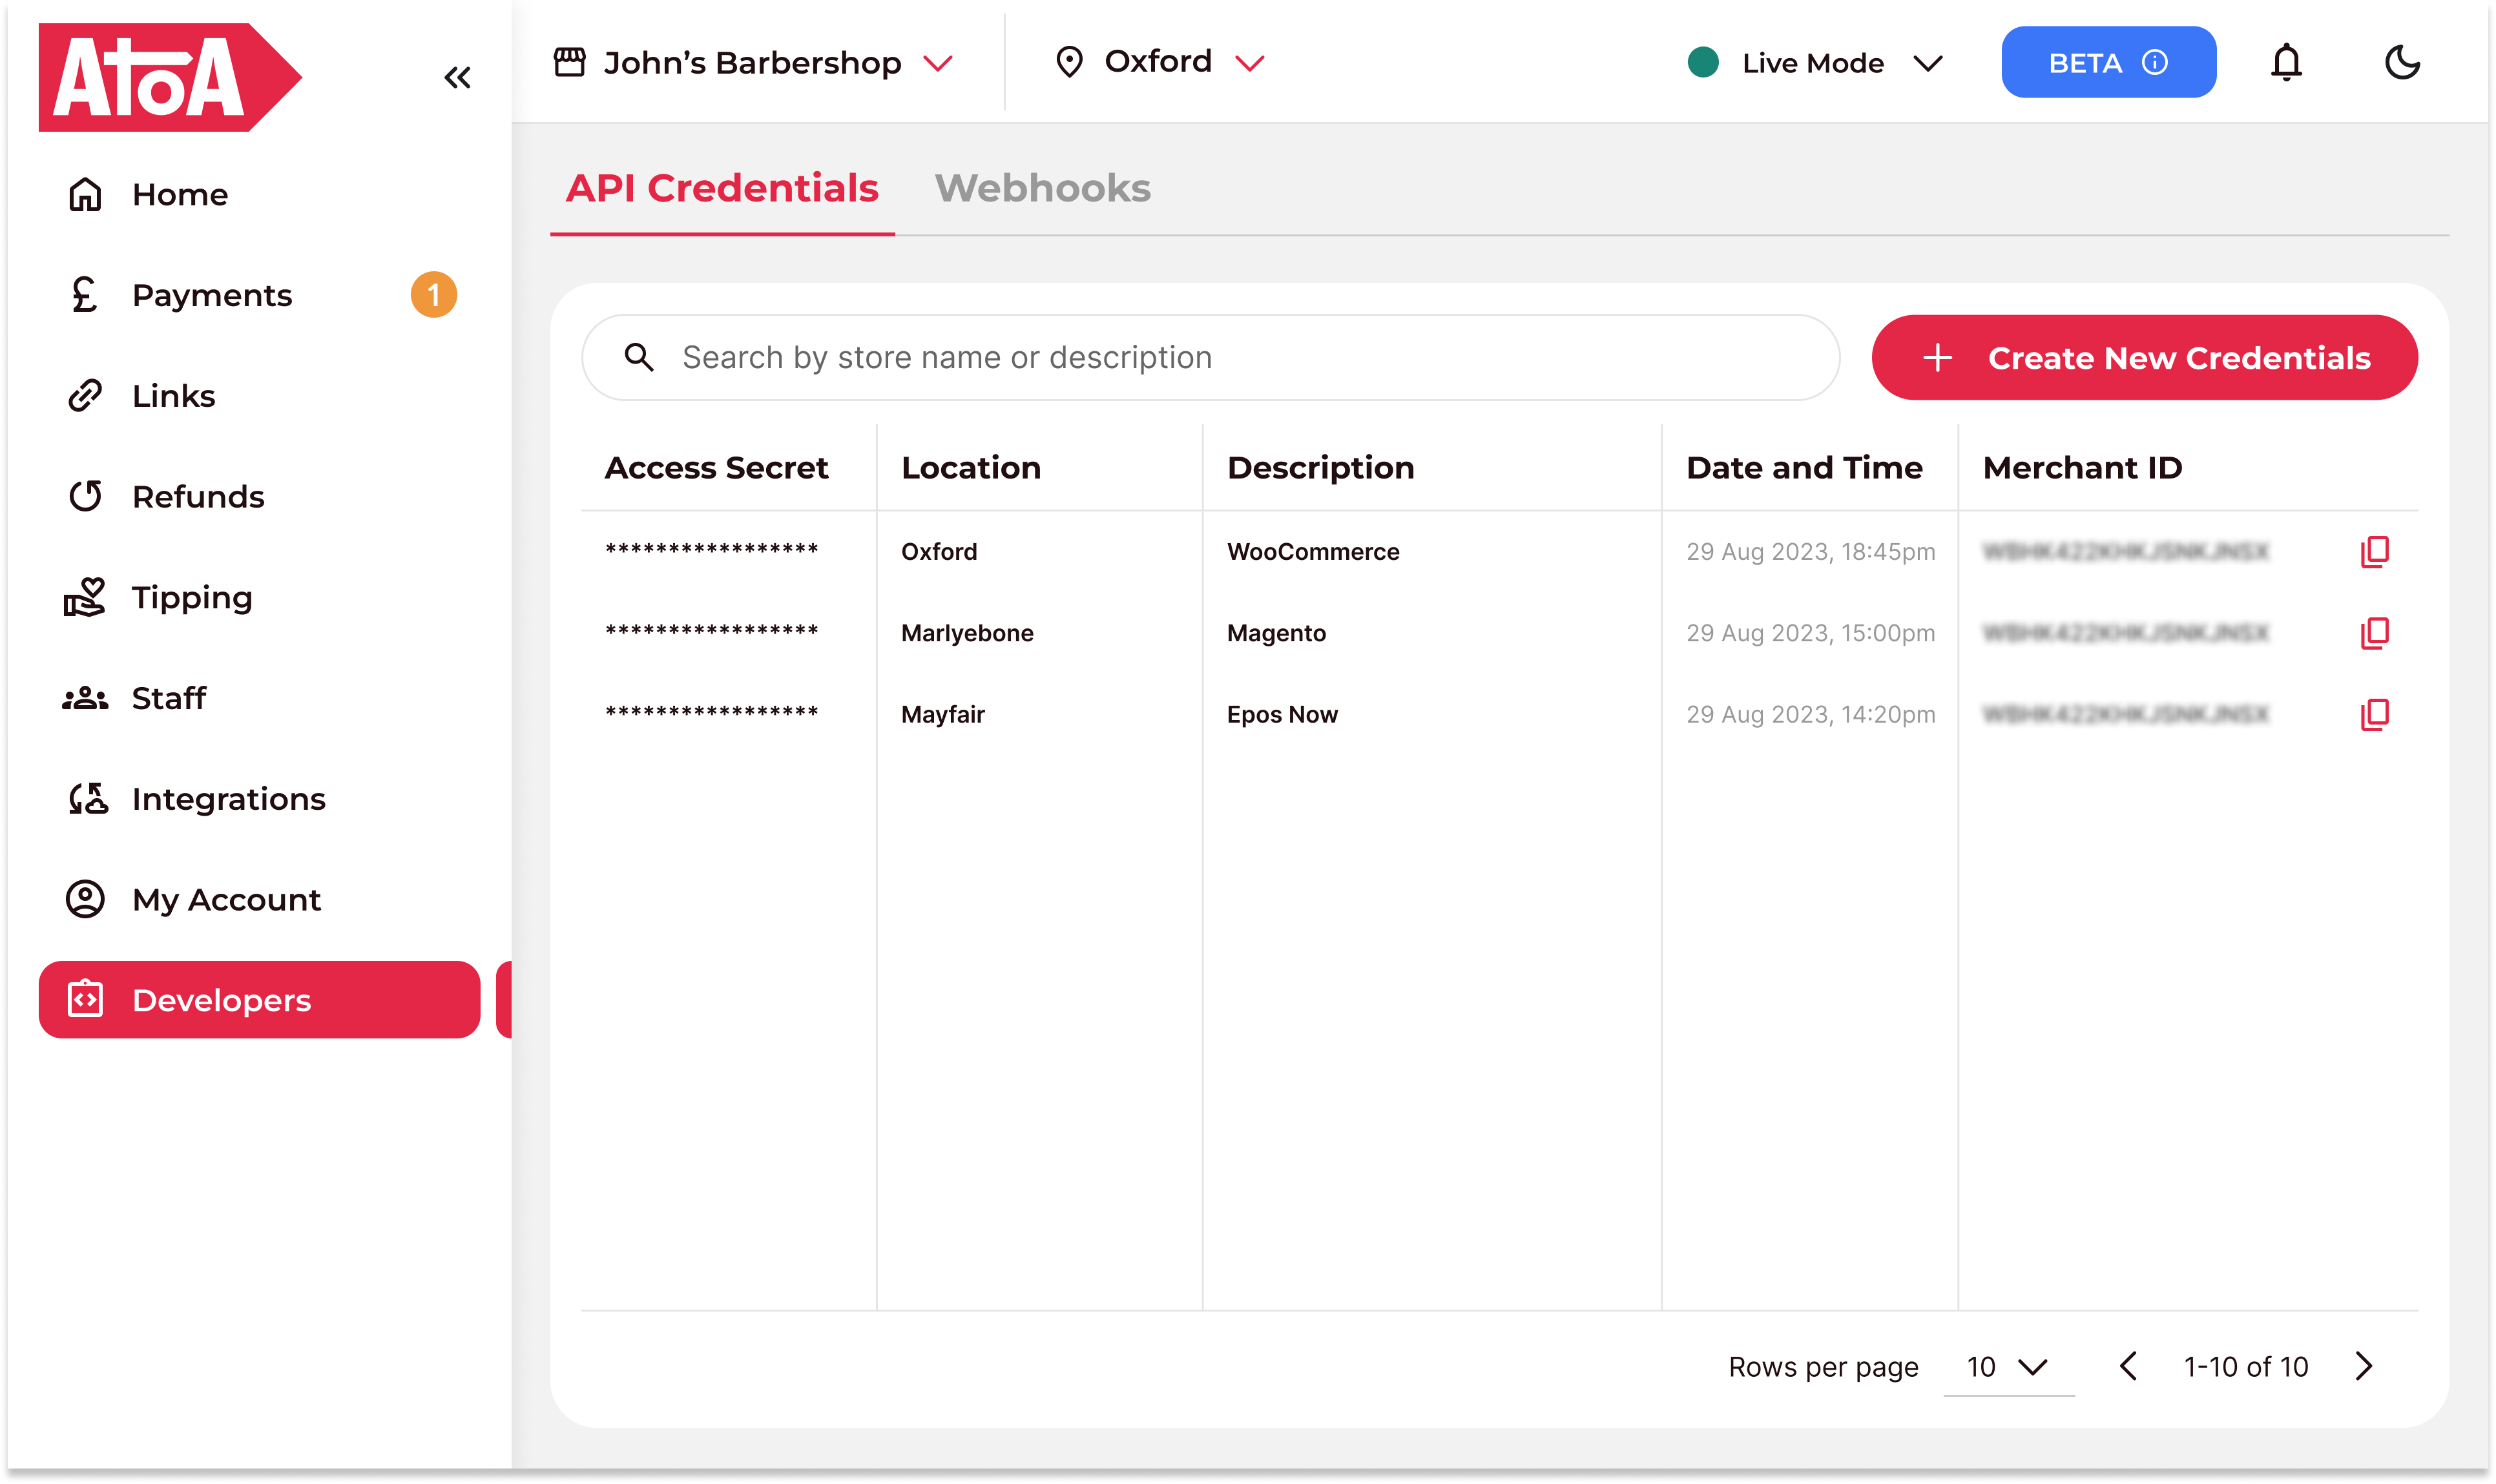 AtoA
Home
Payments 1
Links
Refunds
Tipping
Staff
Integrations
My Account
Developers
John’s Barbershop
Oxford
Live Mode
BETA
API Credentials
Webhooks
Search by store name or description
Create New Credentials
Access Secret Location Description Date and Time Merchant ID
***************** Oxford WooCommerce 29 Aug 2023, 18:45pm
***************** Marlyebone Magento 29 Aug 2023, 15:00pm
***************** Mayfair Epos Now 29 Aug 2023, 14:20pm
Rows per page 10 1-10 of 10